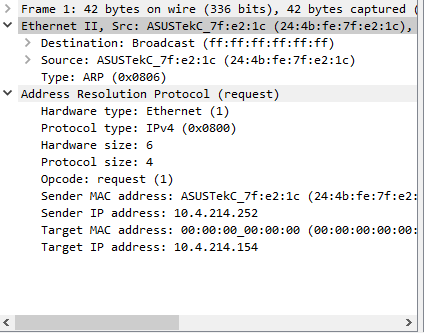 Frame 1: 42 bytes on wire (336 bits), 42 bytes captured (
Ethernet II, Src: ASUSTekC_7f:e2:1c (24:4b:fe:7f:e2:1c),
Destination: Broadcast (ff:ff:ff:ff:ff:ff)
Source: ASUSTekC_7f:e2:1c (24:4b:fe:7f:e2:1c)
Type: ARP (0x0806)
Address Resolution Protocol (request)
Hardware type: Ethernet (1)
Protocol type: IPv4 (0x0800)
Hardware size: 6
Protocol size: 4
Opcode: request (1)
Sender MAC address: ASUSTekC_7f:e2:1c (24:4b:fe:7f:e2:
Sender IP address: 10.4.214.252
Target MAC address: 00:00:00_00:00:00 (00:00:00:00:00:
Target IP address: 10.4.214.154